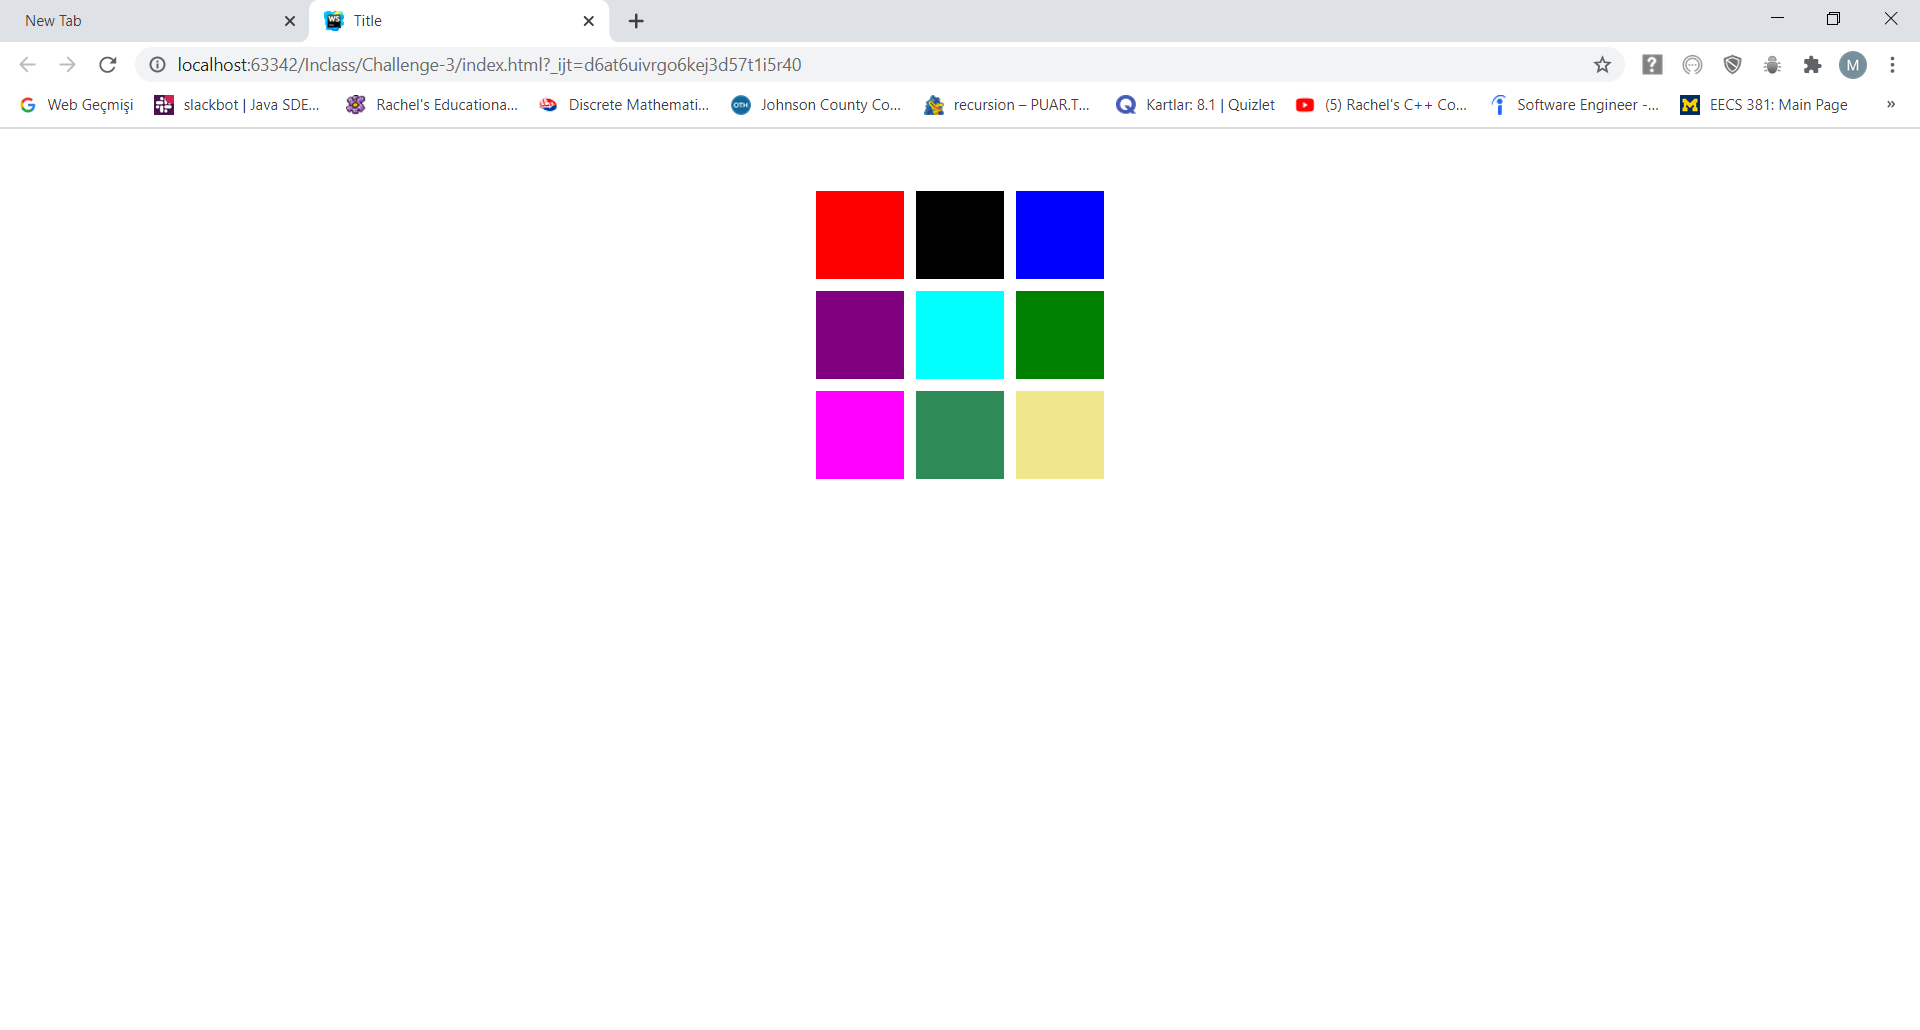 New Tab
WS Title
localhost:63342/Inclass/Challenge-3/index.html?_ijt=d6at6uivrgo6kej3d57t1i5r40 ? M
G Web Geçmişi slackbot | Java SDE... Rachel's Educationa... Discrete Mathemati... OTH Johnson County Co... recursion – PUAR.T... Kartlar: 8.1 | Quizlet (5) Rachel's C++ Co... Software Engineer -... M EECS 381: Main Page »